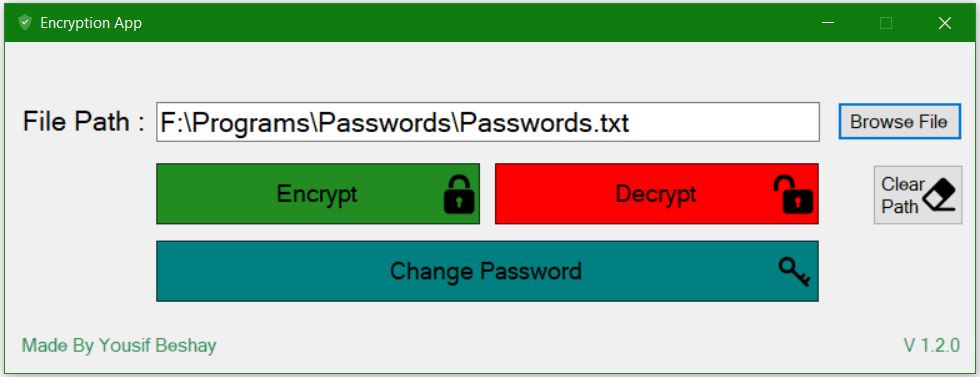 Encryption App
File Path : F:\Programs\Passwords\Passwords.txt Browse File
Encrypt Decrypt Clear
Path
Change Password
Made By Yousif Beshay V 1.2.0